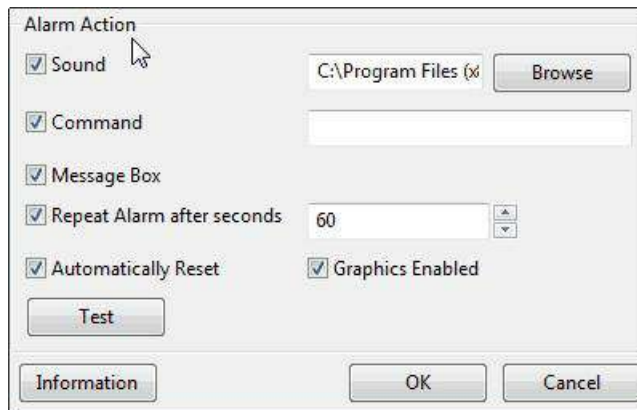 Alarm Action
Sound
C:\Program Files (x
Browse
Command
Message Box
Repeat Alarm after seconds
60
Automatically Reset
Graphics Enabled
Test
Information
OK
Cancel